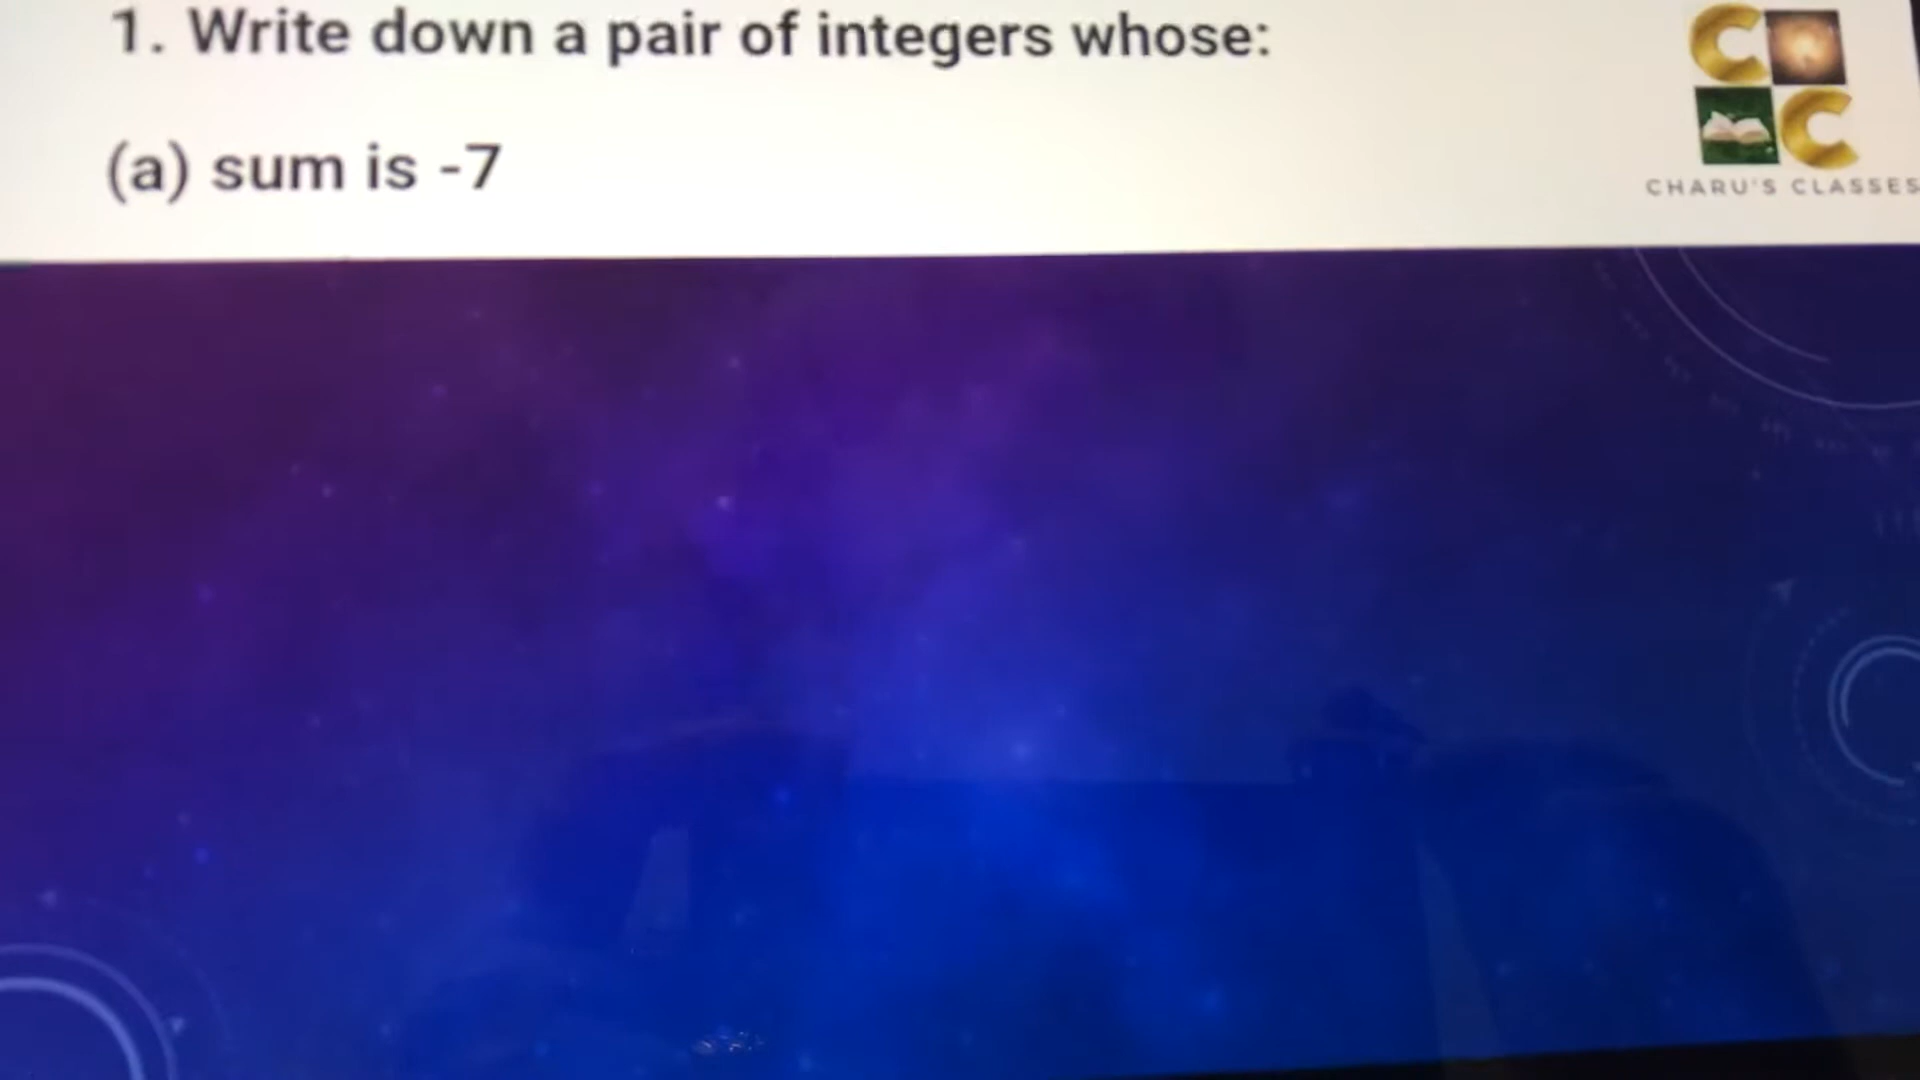 1. Write down a pair of integers whose:
(a) sum is -7
CHARU'S CLASSES